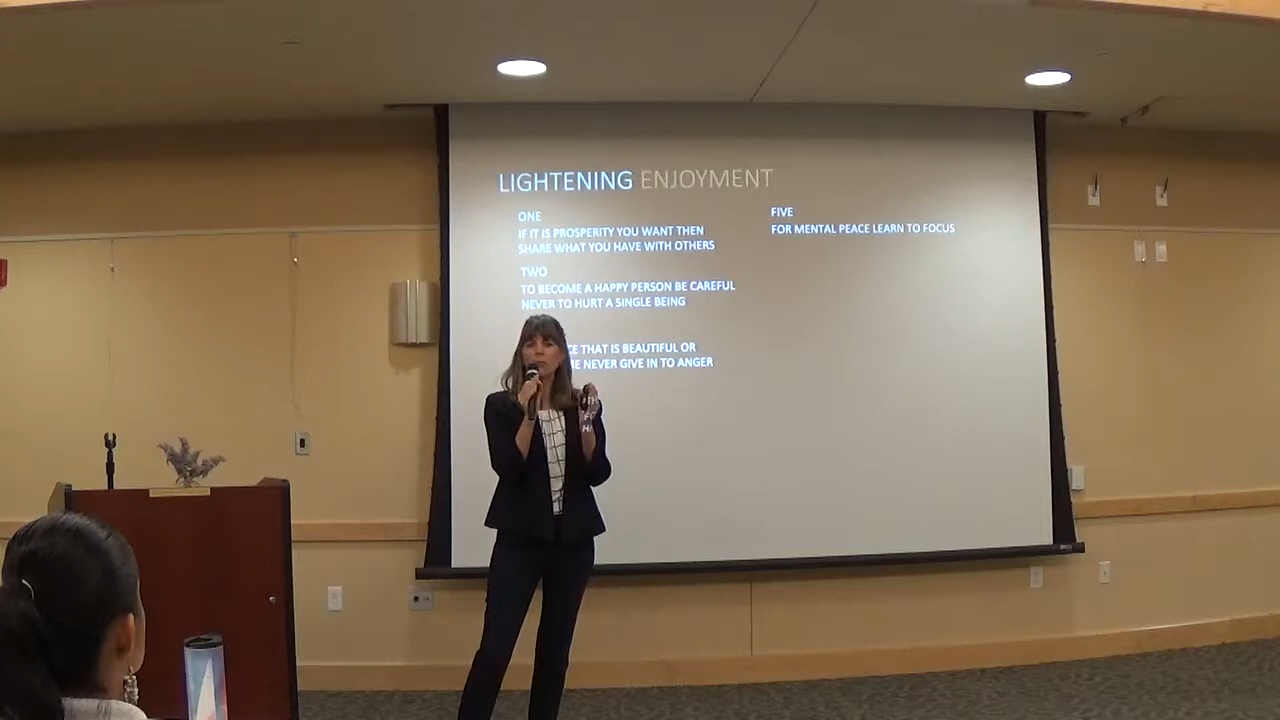 LIGHTENING ENJOYMENT
ONE
IF IT IS PROSPERITY YOU WANT THEN
SHARE WHAT YOU HAVE WITH OTHERS
TWO
TO BECOME A HAPPY PERSON BE CAREFUL
NEVER TO HURT A SINGLE BEING
THAT IS BEAUTIFUL OR
NEVER GIVE IN TO ANGER
FIVE
FOR MENTAL PEACE LEARN TO FOCUS